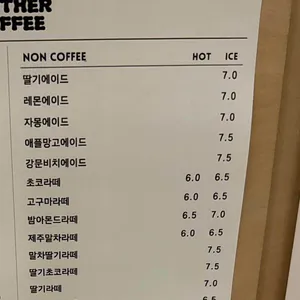 THER
FFEE
NON COFFEE HOT ICE
딸기에이드 7.0
레몬에이드 7.0
자몽에이드 7.0
애플망고에이드 7.5
강문비치에이드 7.5
초코라떼 6.0 6.5
고구마라떼 6.0 6.5
밤아몬드라떼 6.5 7.0
제주말차라떼 6.0 6.5
말차딸기라떼 7.5
딸기초코라떼 7.5
딸기라떼 7.0
6.5